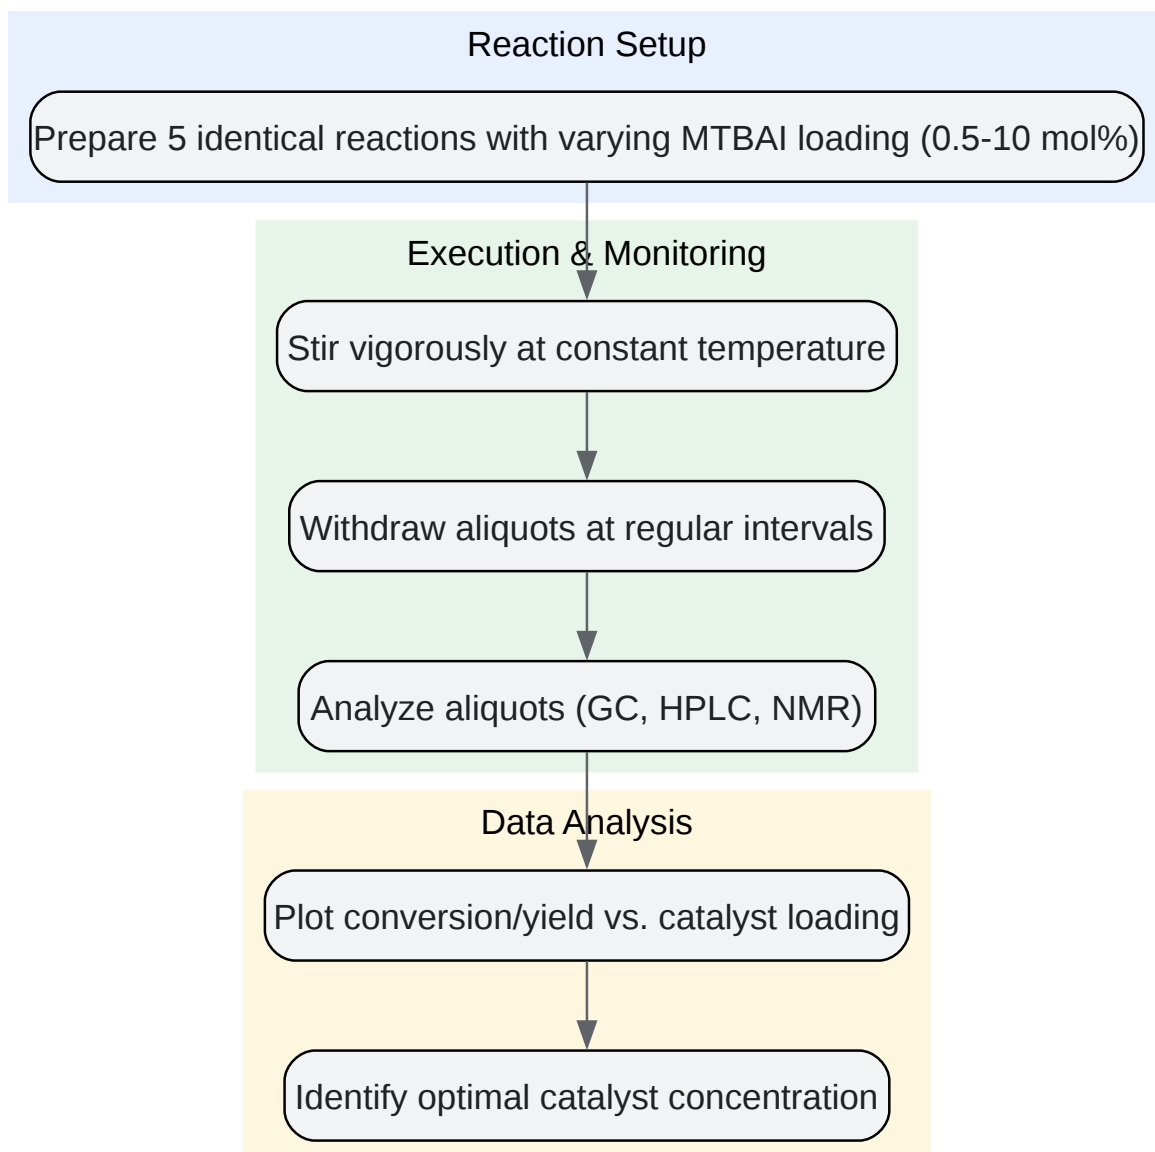 Reaction Setup
Prepare 5 identical reactions with varying MTBAI loading (0.5-10 mol%)
Execution & Monitoring
Stir vigorously at constant temperature
Withdraw aliquots at regular intervals
Analyze aliquots (GC, HPLC, NMR)
Data Analysis
Plot conversion/yield vs. catalyst loading
Identify optimal catalyst concentration